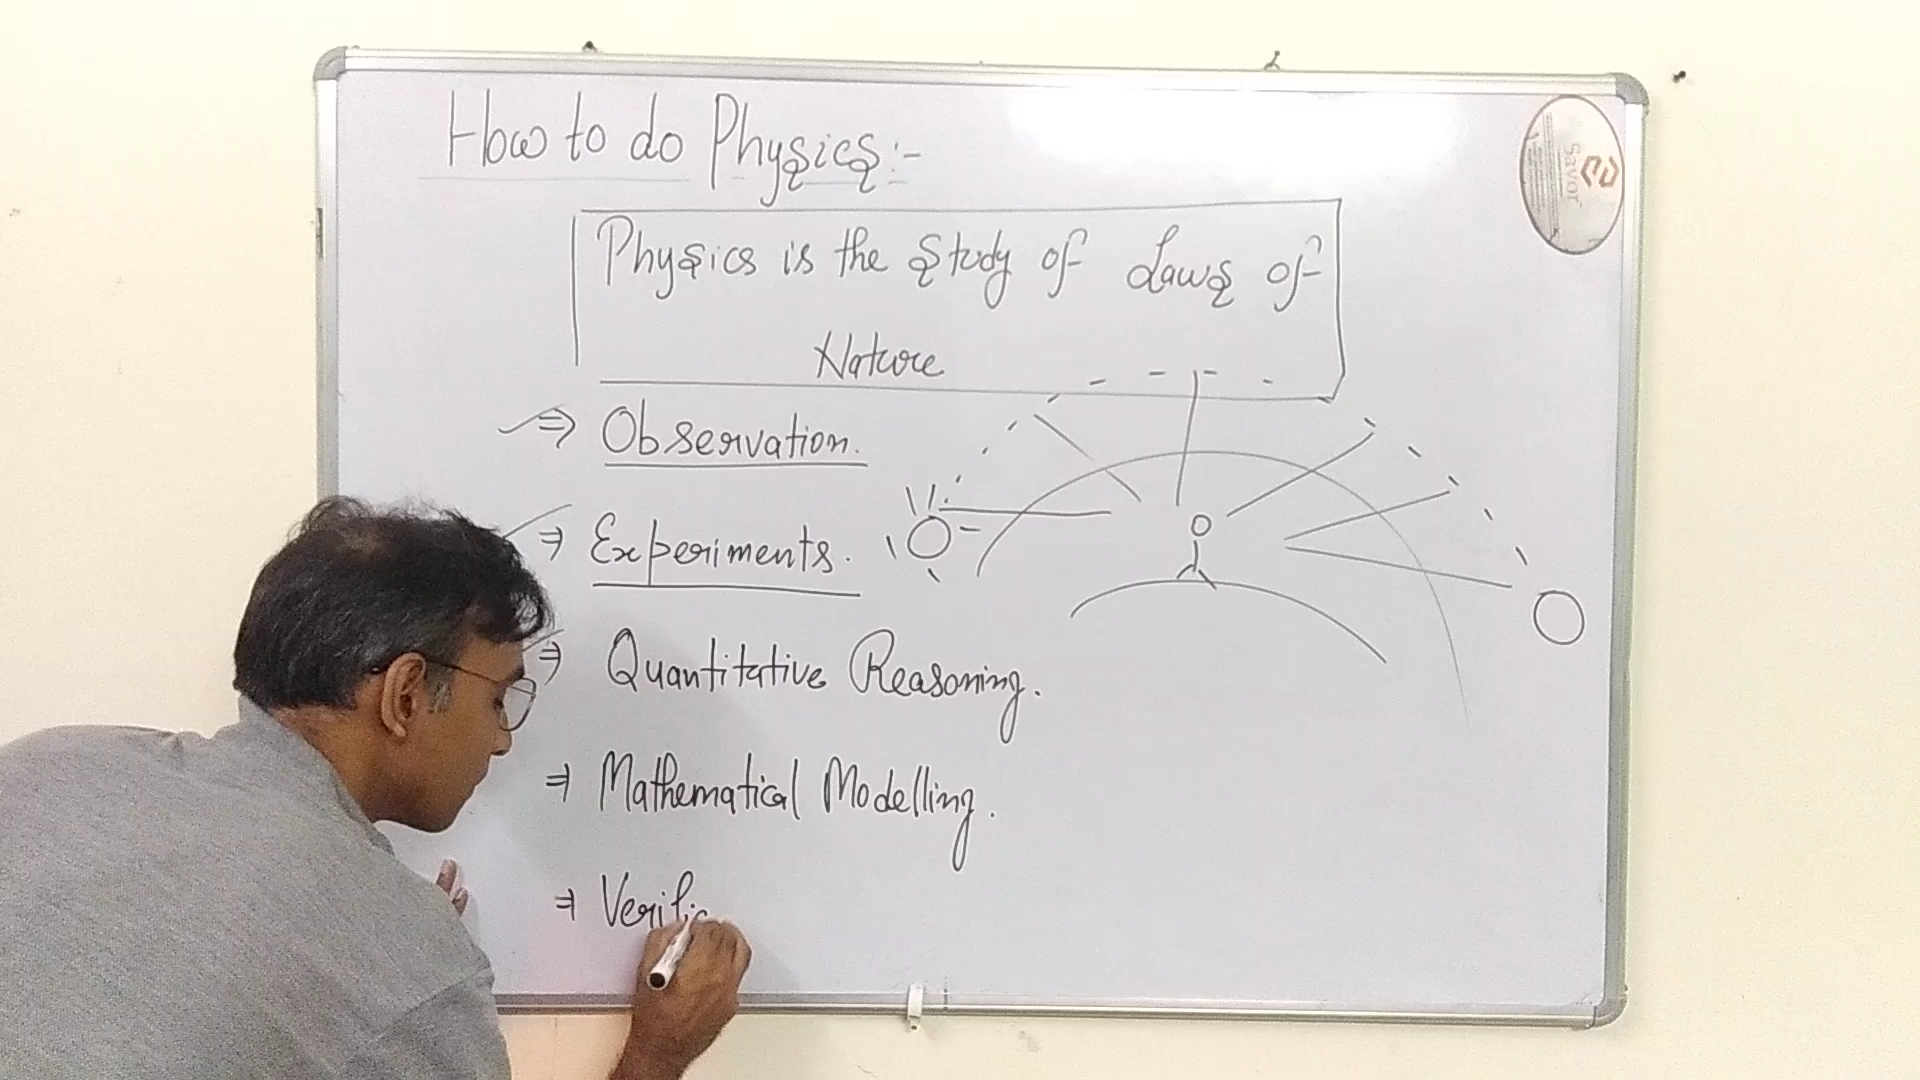 How to do Physics:-
Physics is the Study of Laws of
Nature
⇒ Observation.
⇒ Experiments.
⇒ Quantitative Reasoning.
⇒ Mathematical Modelling.
⇒ Verific
Savor